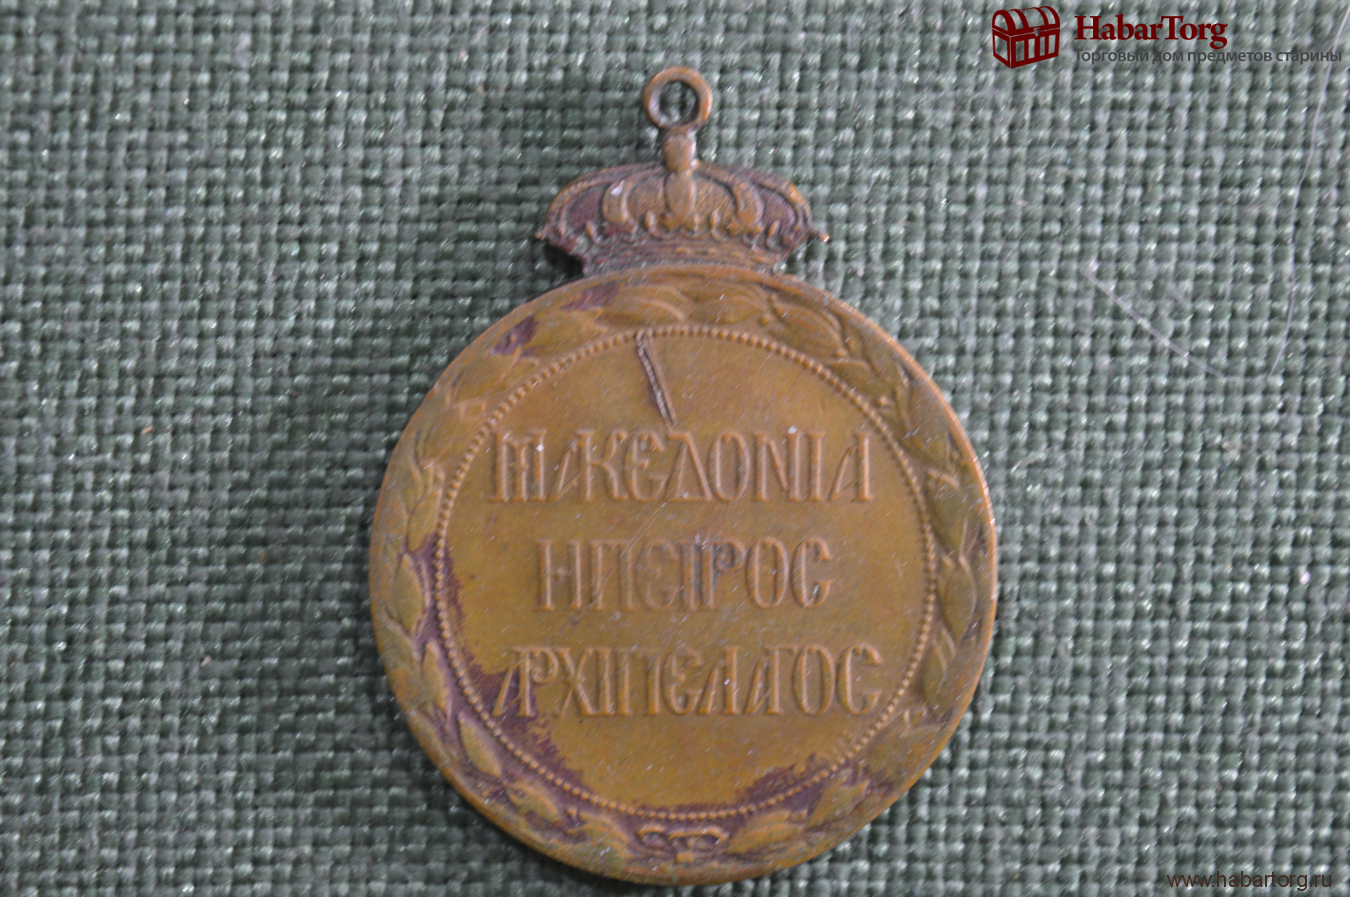 HabarTorg
Торговый дом предметов старины
ΜΑΚΕΔΟΝΙΑ
ΗΠΕΙΡΟΣ
ΑΡΧΙΠΕΛΑΓΟΣ
www.habartorg.ru